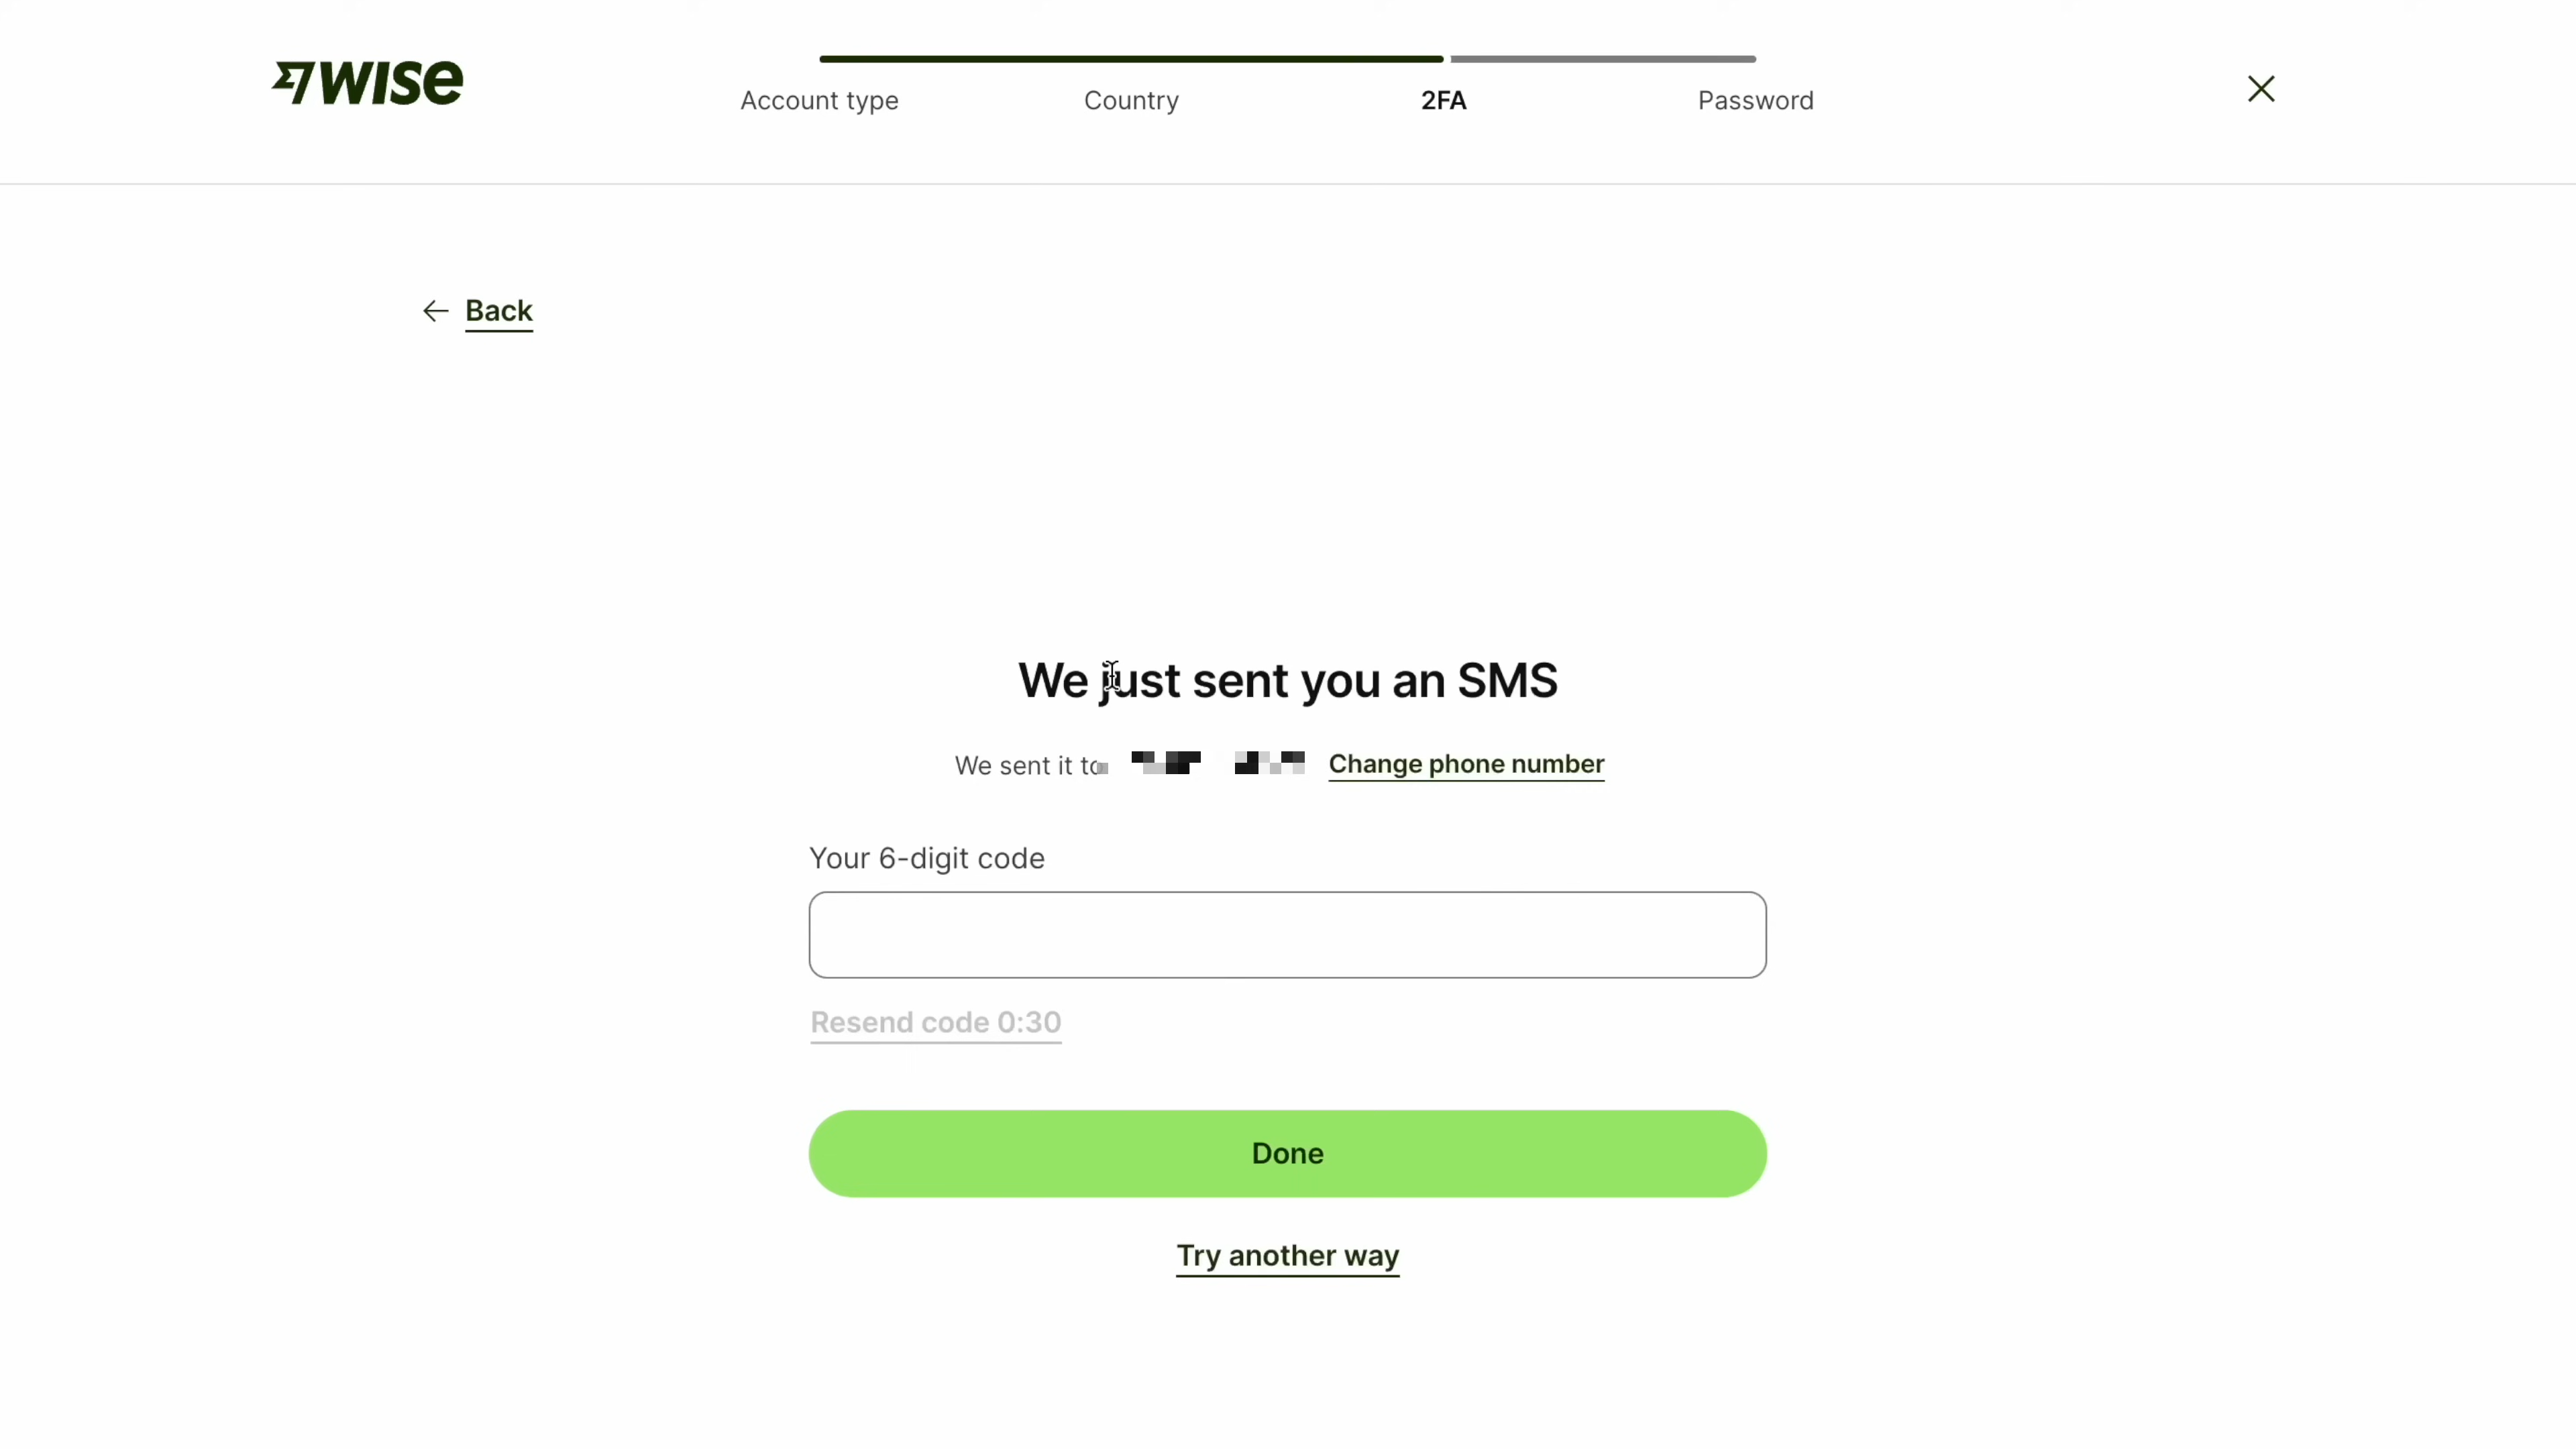 WISE
Account type Country 2FA Password
Back
We just sent you an SMS
We sent it to Change phone number
Your 6-digit code
Resend code 0:30
Done
Try another way